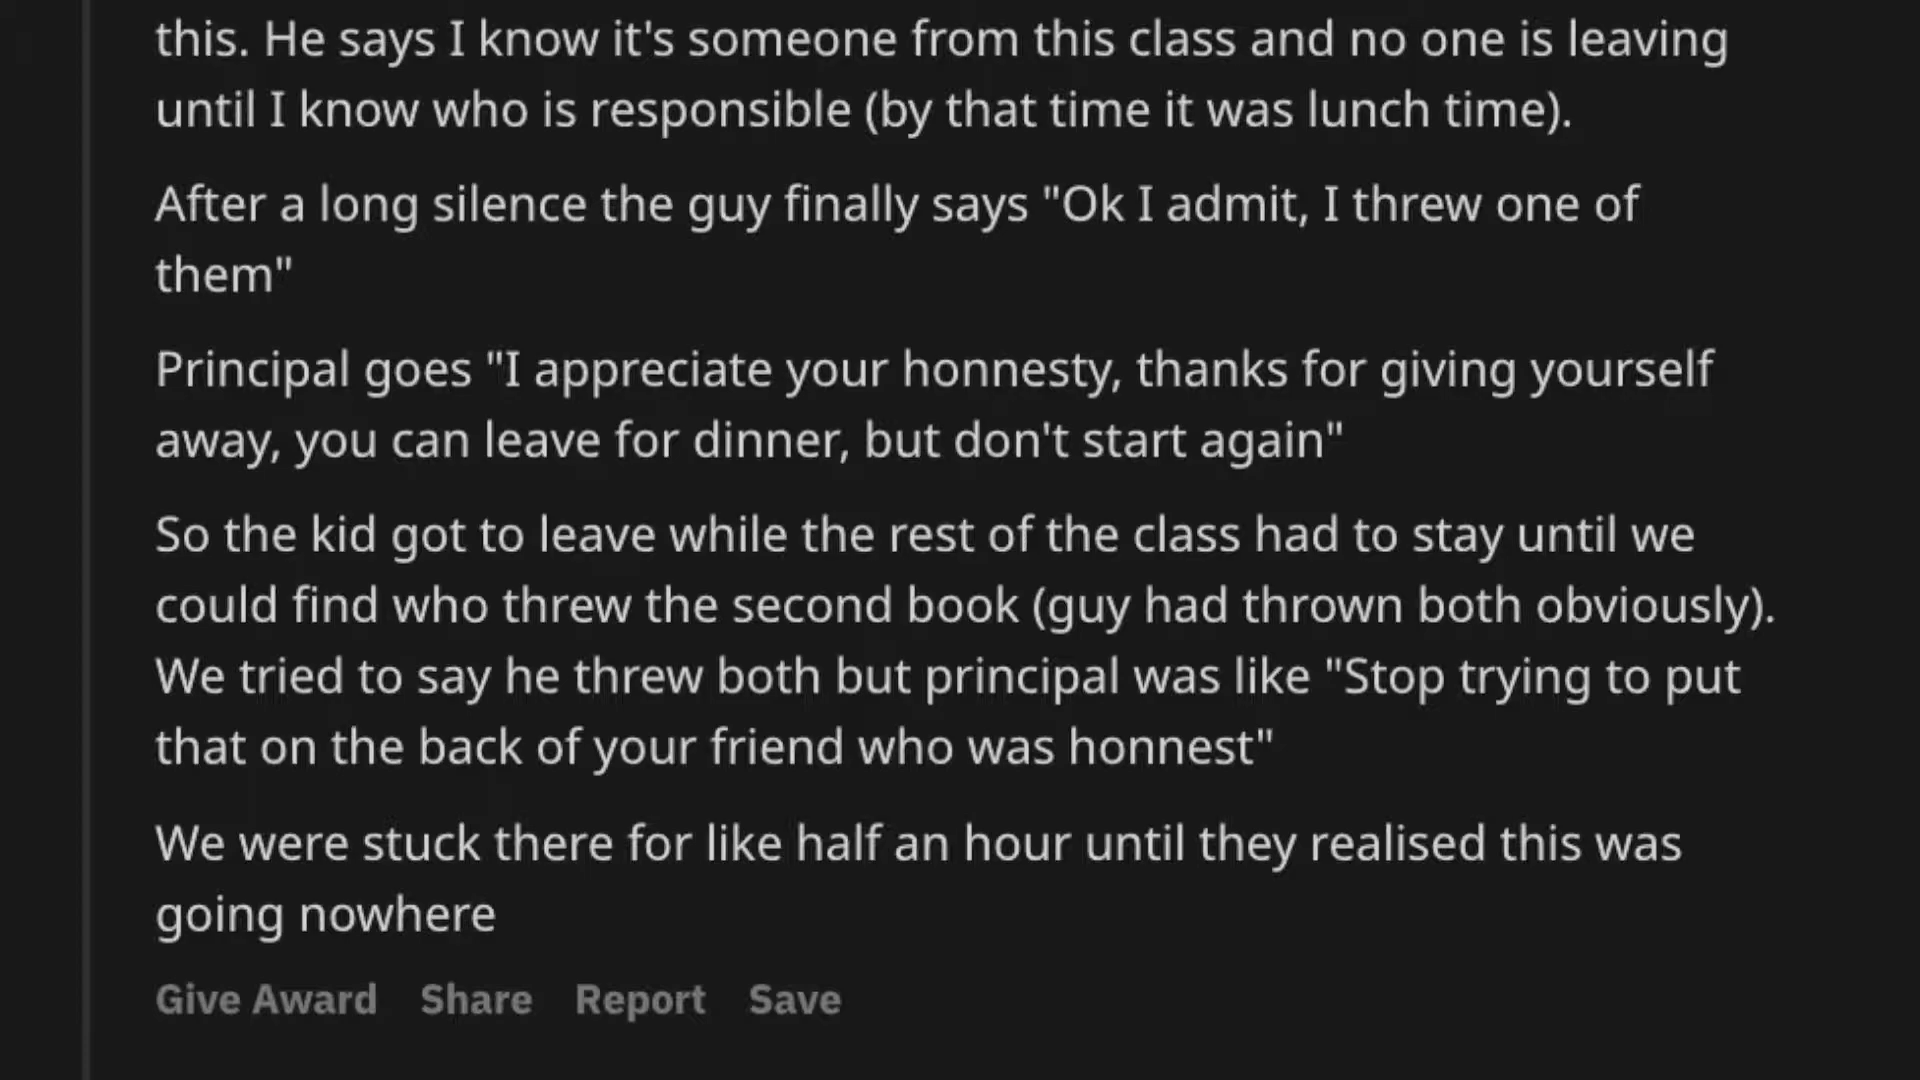 this. He says I know it's someone from this class and no one is leaving
until I know who is responsible (by that time it was lunch time).
After a long silence the guy finally says "Ok I admit, I threw one of
them"
Principal goes "I appreciate your honnesty, thanks for giving yourself
away, you can leave for dinner, but don't start again"
So the kid got to leave while the rest of the class had to stay until we
could find who threw the second book (guy had thrown both obviously).
We tried to say he threw both but principal was like "Stop trying to put
that on the back of your friend who was honnest"
We were stuck there for like half an hour until they realised this was
going nowhere
Give Award Share Report Save